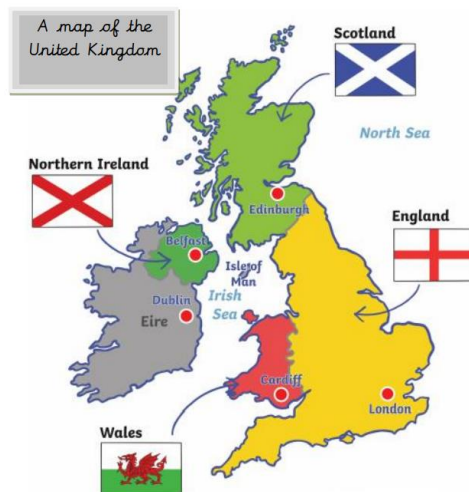 A map of the
United Kingdom
Scotland
North Sea
Northern Ireland
Edinburgh
England
Belfast
Isle of
Man
Irish
Sea
Dublin
Eire
Cardiff
London
Wales